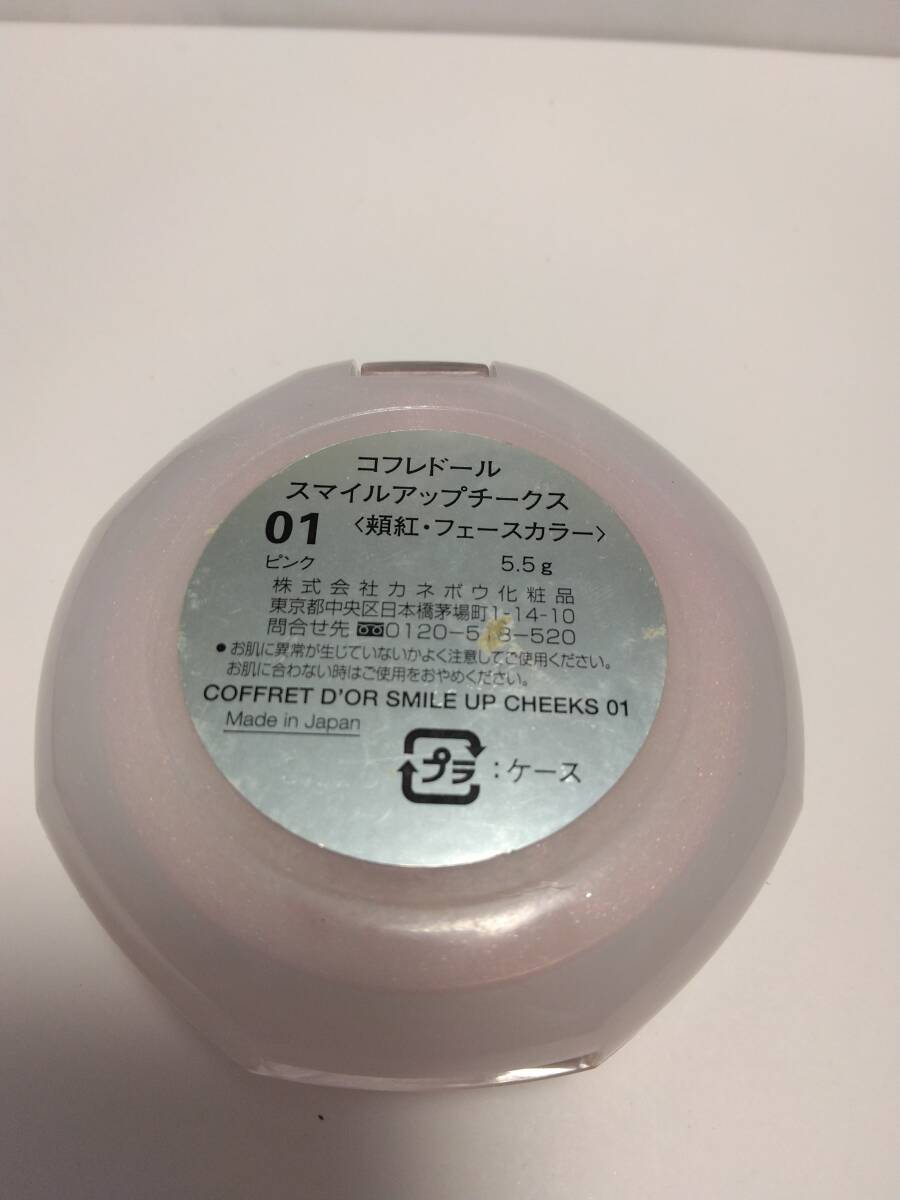 コフレドール
スマイルアップチークス
01 〈頬紅・フェースカラー〉
ピンク 5.5g
株式会社カネボウ化粧品
東京都中央区日本橋茅場町1-14-10
問合せ先 0120-518-520
●お肌に異常が生じていないかよく注意してご使用ください。
お肌に合わない時はご使用をおやめください。
COFFRET D'OR SMILE UP CHEEKS 01
Made in Japan
プラ:ケース